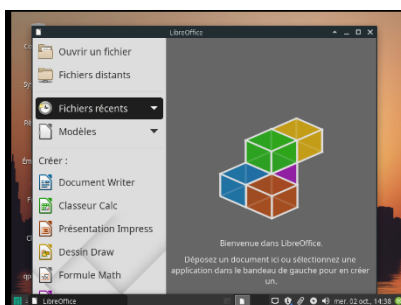 LibreOffice
Ouvrir un fichier
Fichiers distants
Fichiers récents
Modèles
Créer :
Document Writer
Classeur Calc
Présentation Impress
Dessin Draw
Formule Math
Bienvenue dans LibreOffice.
Déposez un document ici ou sélectionnez une
application dans le bandeau de gauche pour en créer
un.
LibreOffice
mer. 02 oct., 14:38